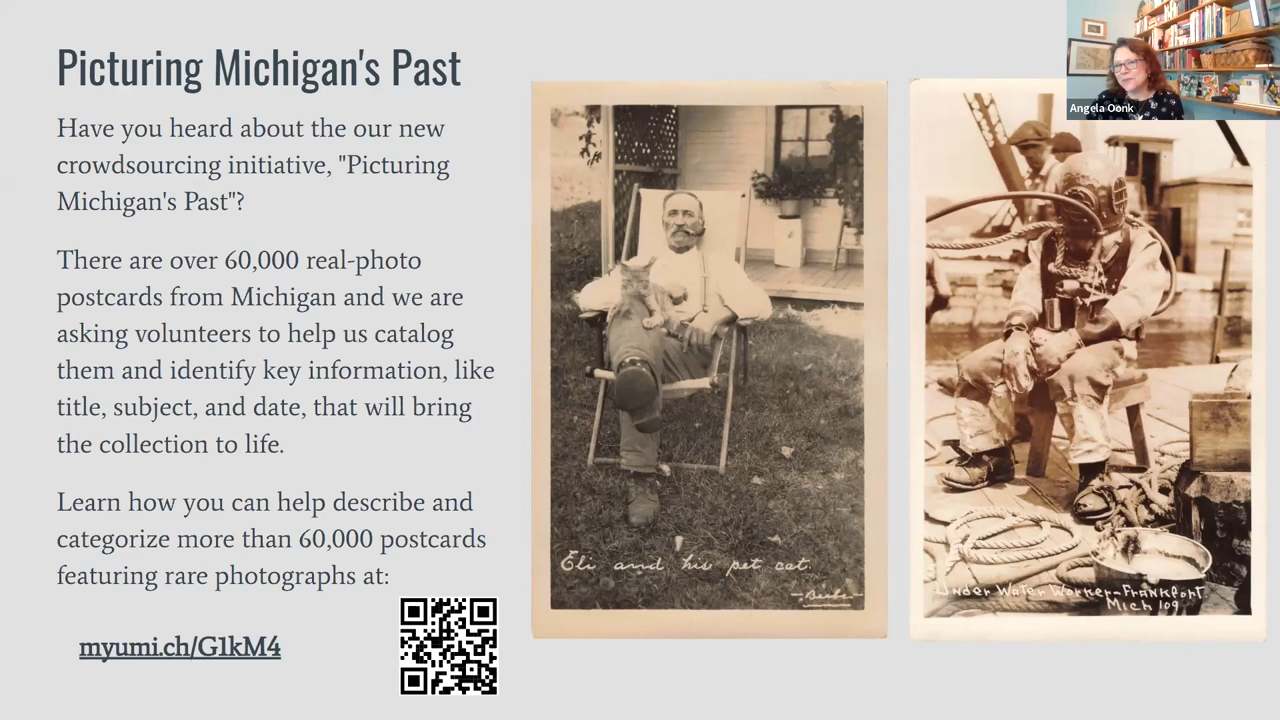 Picturing Michigan's Past
Have you heard about the our new
crowdsourcing initiative, "Picturing
Michigan's Past"?
There are over 60,000 real-photo
postcards from Michigan and we are
asking volunteers to help us catalog
them and identify key information, like
title, subject, and date, that will bring
the collection to life.
Learn how you can help describe and
categorize more than 60,000 postcards
featuring rare photographs at:
myumi.ch/G1kM4
Eli and his pet cat.
Under Water Worker-Frankfort
Mich 109
Angela Oonk